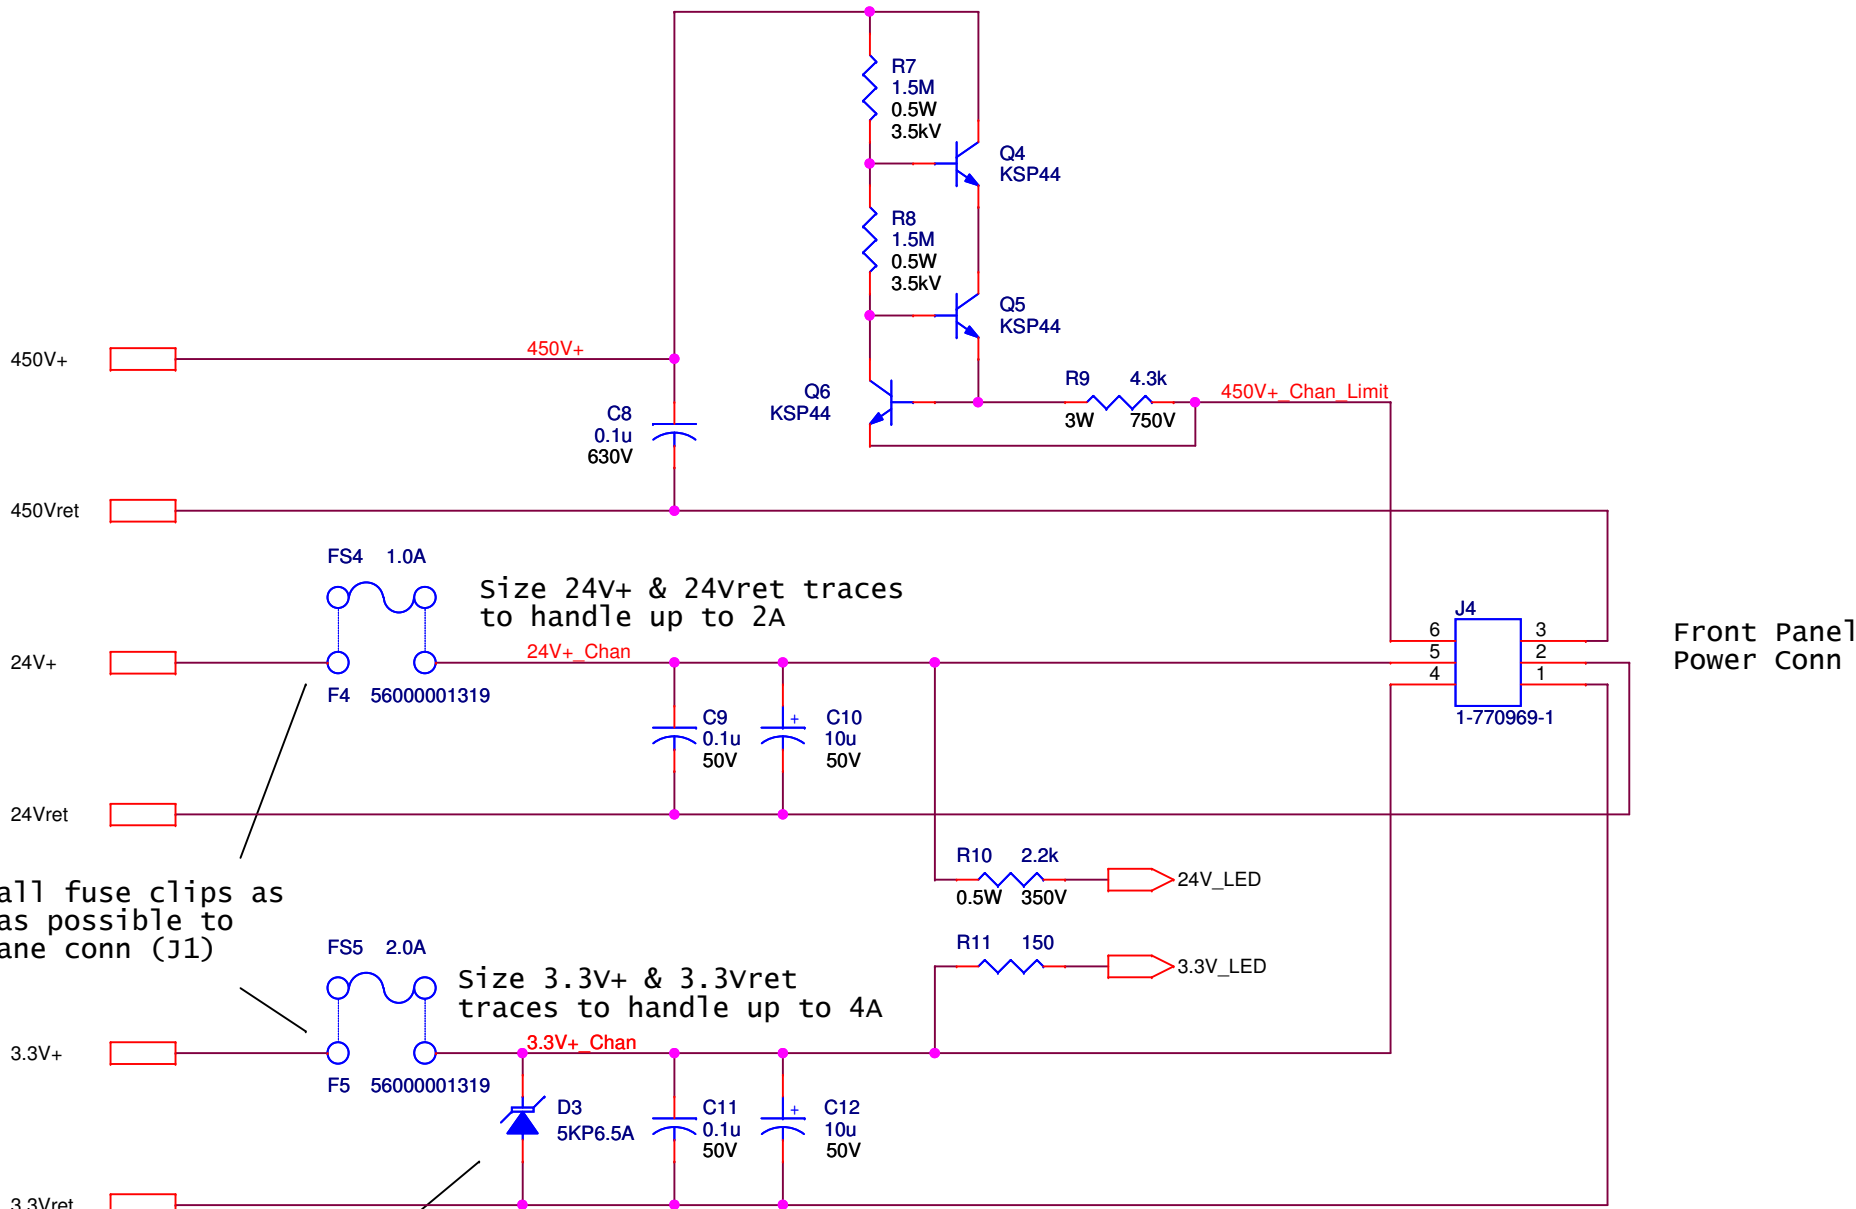 R7
1.5M
0.5W
3.5kV
Q4
KSP44
R8
1.5M
0.5W
3.5kV
Q5
KSP44
450V+
450V+
Q6
KSP44
R9 4.3k
3W 750V
450V+_Chan_Limit
C8
0.1u
630V
450Vret
FS4 1.0A
Size 24V+ & 24Vret traces
to handle up to 2A
24V+
24V+_Chan
F4 56000001319
J4
6 3
5 2
4 1
1-770969-1
Front Panel
Power Conn
C9
0.1u
50V
+
C10
10u
50V
24Vret
R10 2.2k
0.5W 350V
24V_LED
all fuse clips as
as possible to
ane conn (J1)
R11 150
3.3V_LED
FS5 2.0A
Size 3.3V+ & 3.3Vret
traces to handle up to 4A
3.3V+
3.3V+_Chan
F5 56000001319
D3
5KP6.5A
C11
0.1u
50V
+
C12
10u
50V
3.3Vret